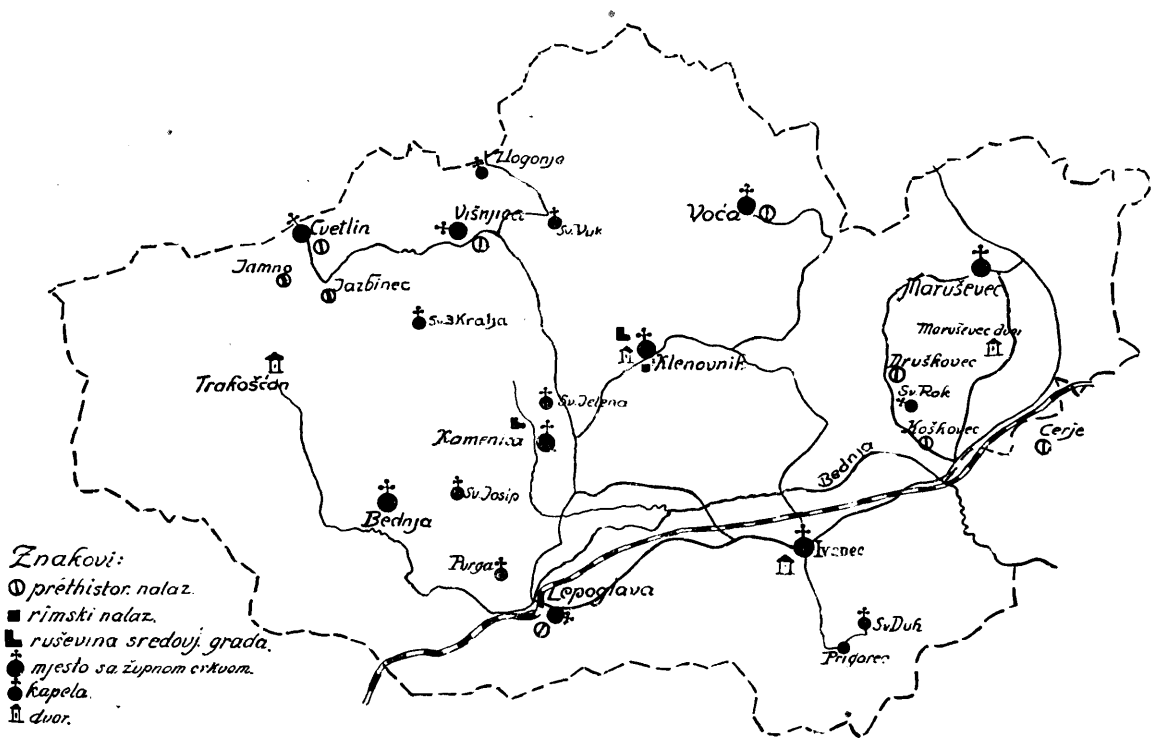 Zlogonje
Cvetlin
Višnjica
Sv. Vuk
Voća
Jamno
Jazbinec
Maruševec
Sv. 3 Kralja
Maruševec dvor
Klenovnik
Druškovec
Trakošćan
Sv. Rok
Sv. Jelena
Kamenica
Koškovec
Cerje
Bednja
Sv. Josip
Bednja
Ivanec
Purga
Lepoglava
Sv. Duh
Prigorec
Znakovi:
préthistor. nalaz.
rimski nalaz.
ruševina sredovj. grada.
mjesto sa župnom crkvom.
kapela.
dvor.